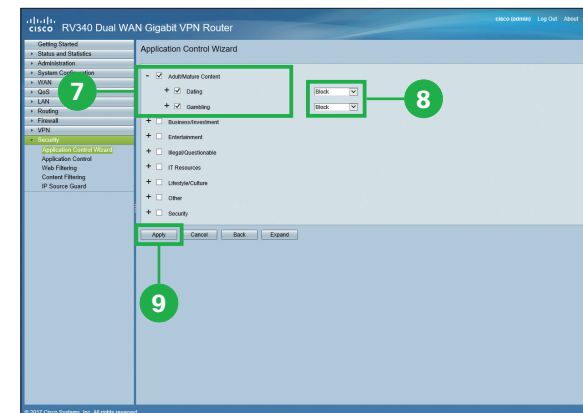 cisco
RV340 Dual WAN Gigabit VPN Router
cisco (admin) Log Out About
Getting Started
Status and Statistics
Administration
System Configuration
WAN
QoS
LAN
Routing
Firewall
VPN
Security
Application Control Wizard
Application Control
Web Filtering
Content Filtering
IP Source Guard
Application Control Wizard
Adult/Mature Content
Dating Block
Gambling Block
Business/Investment
Entertainment
Illegal/Questionable
IT Resources
Lifestyle/Culture
Other
Security
Apply Cancel Back Expand
7
8
9
© 2017 Cisco Systems, Inc. All rights reserved.